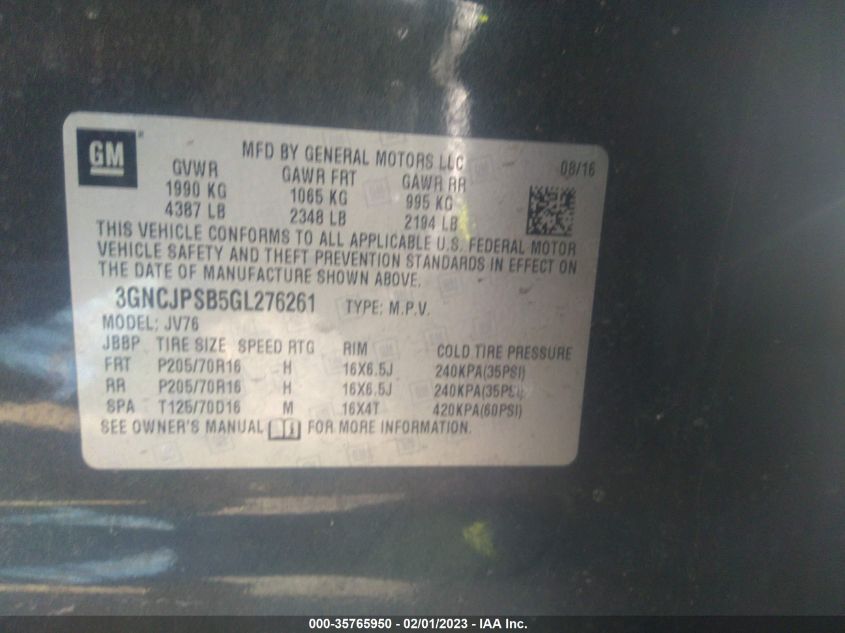 GM ®
MFD BY GENERAL MOTORS LLC 08/16
GVWR GAWR FRT GAWR RR
1990 KG 1065 KG 995 KG
4387 LB 2348 LB 2194 LB
THIS VEHICLE CONFORMS TO ALL APPLICABLE U.S. FEDERAL MOTOR
VEHICLE SAFETY AND THEFT PREVENTION STANDARDS IN EFFECT ON
THE DATE OF MANUFACTURE SHOWN ABOVE.
3GNCJPSB5GL276261 TYPE: M.P.V.
MODEL: JV76
JBBP TIRE SIZE SPEED RTG RIM COLD TIRE PRESSURE
FRT P205/70R16 H 16X6.5J 240KPA(35PSI)
RR P205/70R16 H 16X6.5J 240KPA(35PSI)
SPA T125/70D16 M 16X4T 420KPA(60PSI)
SEE OWNER'S MANUAL FOR MORE INFORMATION.
000-35765950 - 02/01/2023 - IAA Inc.